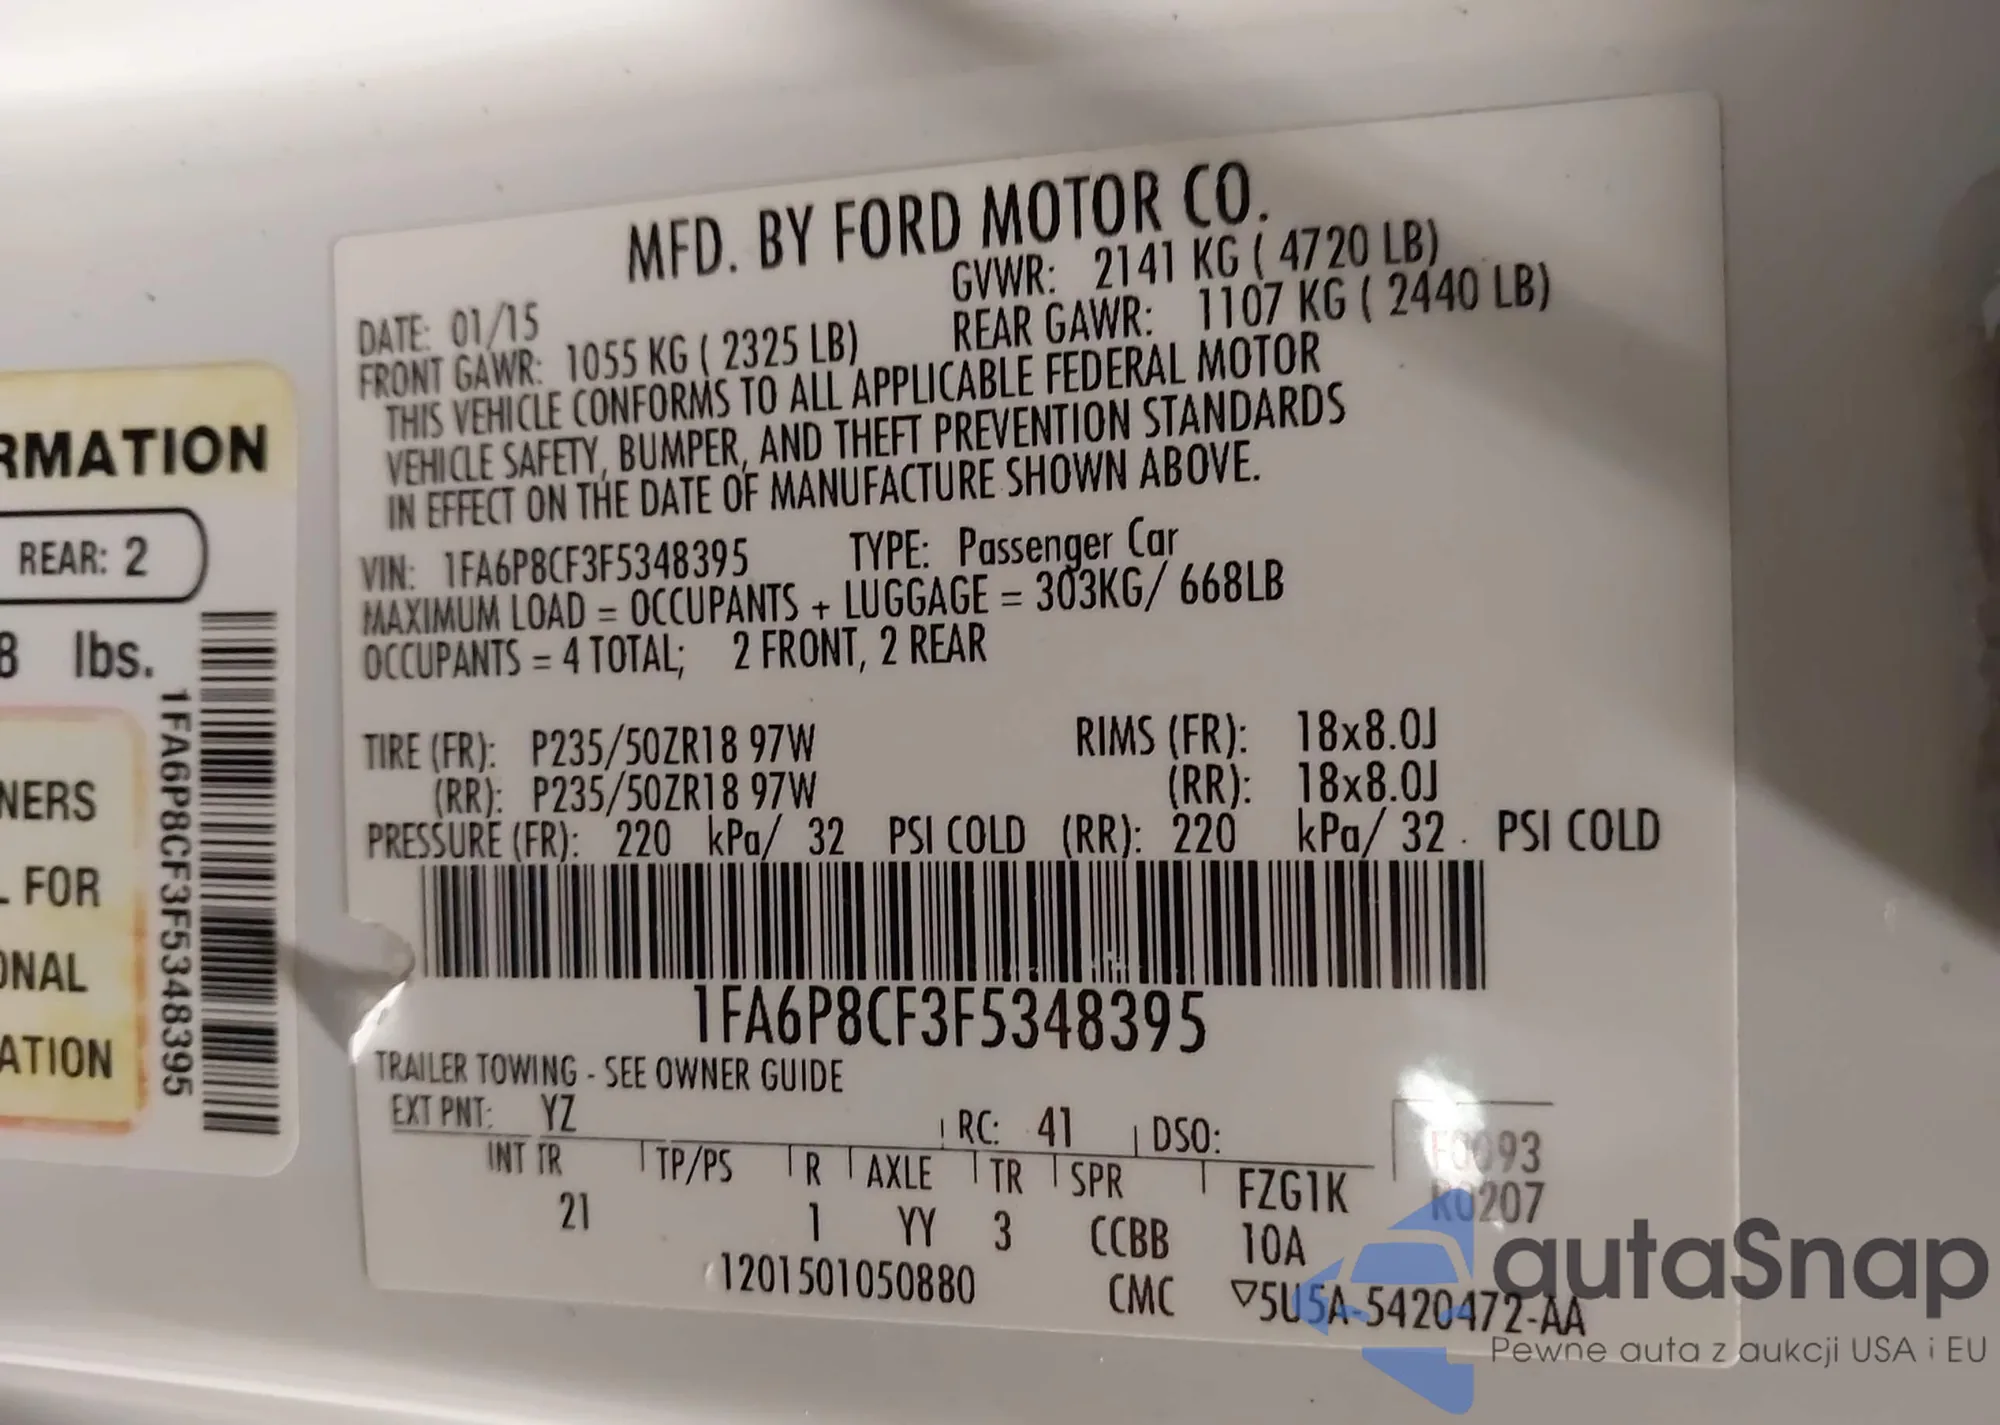 MFD. BY FORD MOTOR CO.
DATE: 01/15
GVWR: 2141 KG ( 4720 LB)
FRONT GAWR: 1055 KG ( 2325 LB)
REAR GAWR: 1107 KG ( 2440 LB)
THIS VEHICLE CONFORMS TO ALL APPLICABLE FEDERAL MOTOR
VEHICLE SAFETY, BUMPER, AND THEFT PREVENTION STANDARDS
IN EFFECT ON THE DATE OF MANUFACTURE SHOWN ABOVE.
VIN: 1FA6P8CF3F5348395 TYPE: Passenger Car
MAXIMUM LOAD = OCCUPANTS + LUGGAGE = 303KG/ 668LB
OCCUPANTS = 4 TOTAL; 2 FRONT, 2 REAR
TIRE (FR): P235/50ZR18 97W RIMS (FR): 18x8.0J
(RR): P235/50ZR18 97W (RR): 18x8.0J
PRESSURE (FR): 220 kPa/ 32 PSI COLD (RR): 220 kPa/ 32 PSI COLD
1FA6P8CF3F5348395
TRAILER TOWING - SEE OWNER GUIDE
EXT PNT: YZ RC: 41 DSO:
F0093
INT TR TP/PS R AXLE TR SPR FZG1K
R0207
21 1 YY 3 CCBB 10A
1201501050880 CMC ▽5U5A-5420472-AA
RMATION
REAR: 2
8 lbs.
NERS
L FOR
ONAL
ATION
1FA6P8CF3F5348395
autaSnap
Pewne auta z aukcji USA i EU